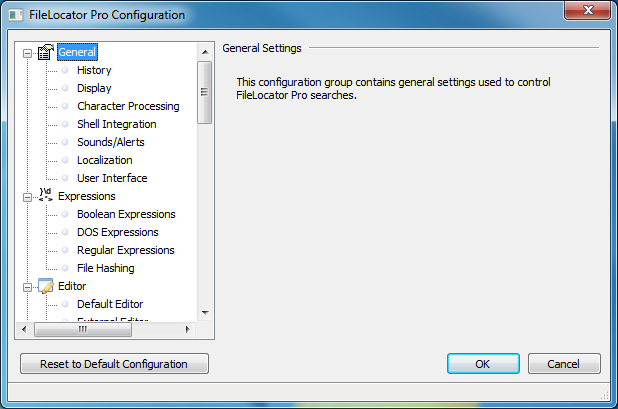 FileLocator Pro Configuration
General
History
Display
Character Processing
Shell Integration
Sounds/Alerts
Localization
User Interface
Expressions
Boolean Expressions
DOS Expressions
Regular Expressions
File Hashing
Editor
Default Editor
External Editor
General Settings
This configuration group contains general settings used to control
FileLocator Pro searches.
Reset to Default Configuration
OK
Cancel